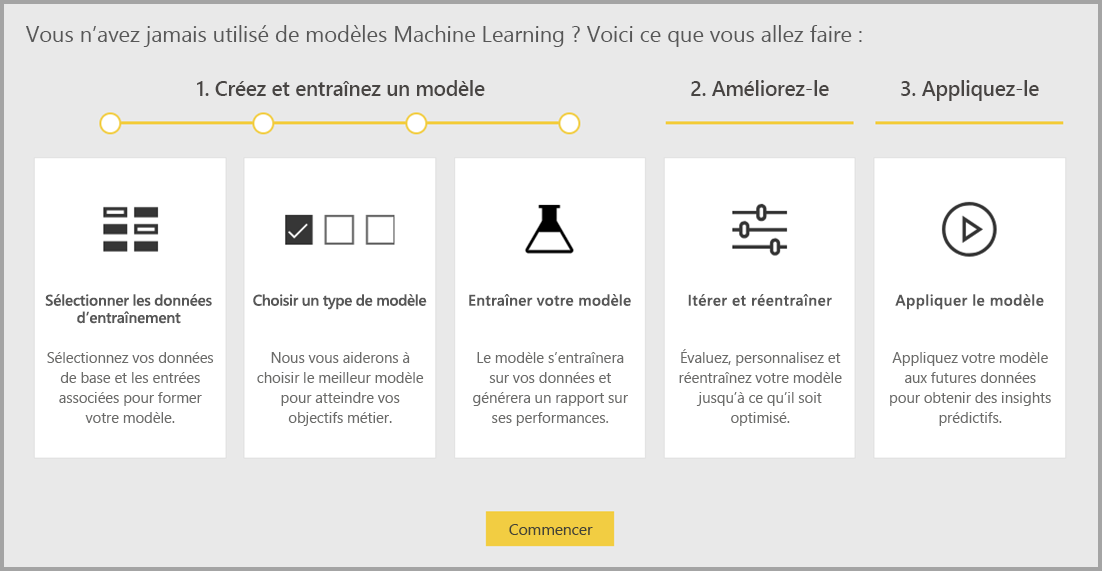 Vous n’avez jamais utilisé de modèles Machine Learning ? Voici ce que vous allez faire :
1. Créez et entraînez un modèle
2. Améliorez-le
3. Appliquez-le
Sélectionner les données
d’entraînement
Sélectionnez vos données
de base et les entrées
associées pour former
votre modèle.
Choisir un type de modèle
Nous vous aiderons à
choisir le meilleur modèle
pour atteindre vos
objectifs métier.
Entraîner votre modèle
Le modèle s’entraînera
sur vos données et
générera un rapport sur
ses performances.
Itérer et réentraîner
Évaluez, personnalisez et
réentraînez votre modèle
jusqu’à ce qu’il soit
optimisé.
Appliquer le modèle
Appliquez votre modèle
aux futures données
pour obtenir des insights
prédictifs.
Commencer